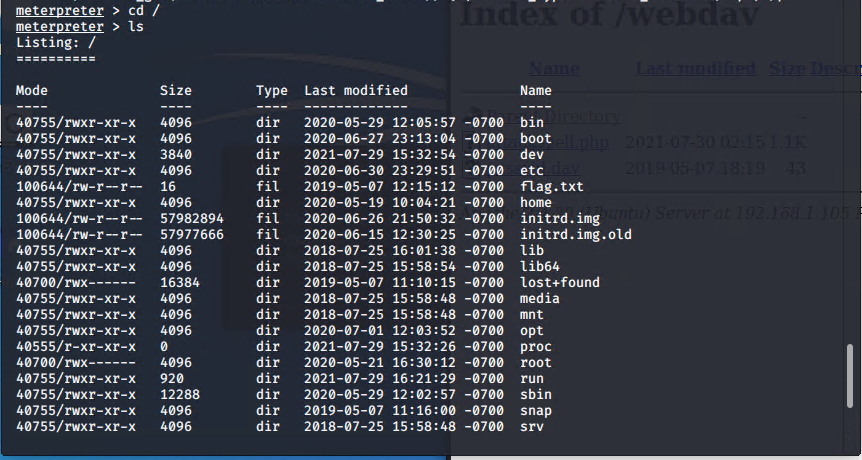 meterpreter > cd /
meterpreter > ls
Listing: /
==========
Mode Size Type Last modified Name
---- ---- ---- ------------- ----
40755/rwxr-xr-x 4096 dir 2020-05-29 12:05:57 -0700 bin
40755/rwxr-xr-x 4096 dir 2020-06-27 23:13:04 -0700 boot
40755/rwxr-xr-x 3840 dir 2021-07-29 15:32:54 -0700 dev
40755/rwxr-xr-x 4096 dir 2020-06-30 23:29:51 -0700 etc
100644/rw-r--r-- 16 fil 2019-05-07 12:15:12 -0700 flag.txt
40755/rwxr-xr-x 4096 dir 2020-05-19 10:04:21 -0700 home
100644/rw-r--r-- 57982894 fil 2020-06-26 21:50:32 -0700 initrd.img
100644/rw-r--r-- 57977666 fil 2020-06-15 12:30:25 -0700 initrd.img.old
40755/rwxr-xr-x 4096 dir 2018-07-25 16:01:38 -0700 lib
40755/rwxr-xr-x 4096 dir 2018-07-25 15:58:54 -0700 lib64
40700/rwx------ 16384 dir 2019-05-07 11:10:15 -0700 lost+found
40755/rwxr-xr-x 4096 dir 2018-07-25 15:58:48 -0700 media
40755/rwxr-xr-x 4096 dir 2018-07-25 15:58:48 -0700 mnt
40755/rwxr-xr-x 4096 dir 2020-07-01 12:03:52 -0700 opt
40555/r-xr-xr-x 0 dir 2021-07-29 15:32:26 -0700 proc
40700/rwx------ 4096 dir 2020-05-21 16:30:12 -0700 root
40755/rwxr-xr-x 920 dir 2021-07-29 16:21:29 -0700 run
40755/rwxr-xr-x 12288 dir 2020-05-29 12:02:57 -0700 sbin
40755/rwxr-xr-x 4096 dir 2019-05-07 11:16:00 -0700 snap
40755/rwxr-xr-x 4096 dir 2018-07-25 15:58:48 -0700 srv
Index of /webdav
Name Last modified Size
Directory -
.php 2021-07-30 02:15 1.1K
.dav 2019-05-07 18:19 43
(Ubuntu) Server at 192.168.1.105